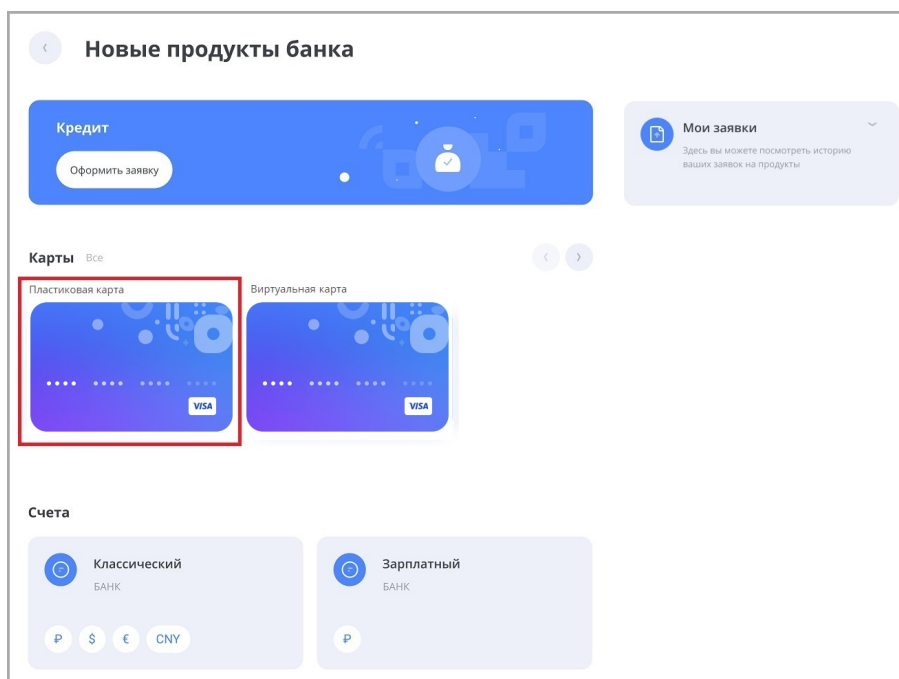 Новые продукты банка
Кредит
Оформить заявку
Мои заявки
Здесь вы можете посмотреть историю
ваших заявок на продукты
Карты Все
Пластиковая карта
Виртуальная карта
VISA
VISA
Счета
Классический
БАНК
₽ $ € CNY
Зарплатный
БАНК
₽